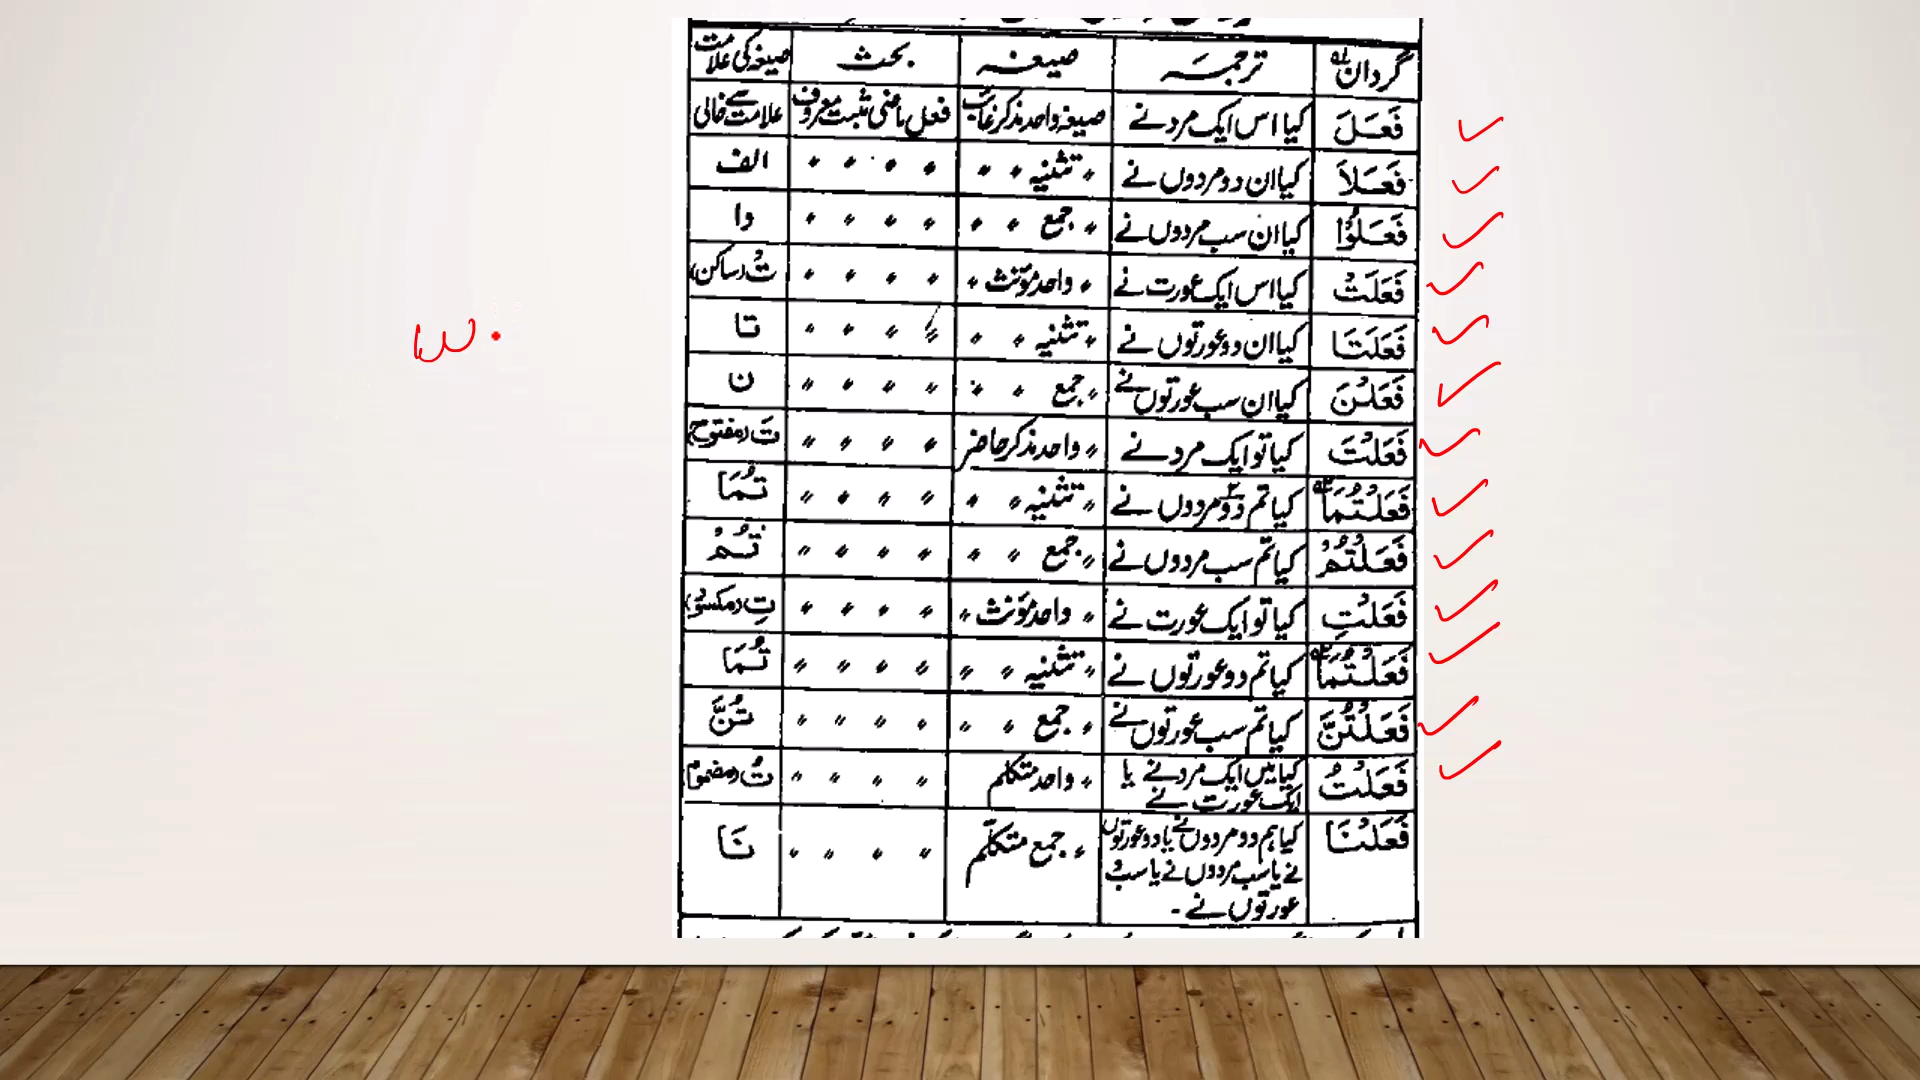 گردان ترجمہ صیغہ بحث صیغہ کی علامت
فَعَلَ کیا اس ایک مرد نے صیغہ واحد مذکر غائب فعل ماضی مثبت معروف علامت سے خالی
فَعَلَا کیا ان دو مردوں نے 〃 تثنیہ 〃 〃 〃 〃 〃 〃 الف
فَعَلُوْا کیا ان سب مردوں نے 〃 جمع 〃 〃 〃 〃 〃 〃 وا
فَعَلَتْ کیا اس ایک عورت نے 〃 واحد مؤنث 〃 〃 〃 〃 〃 تْ (ساکن)
فَعَلَتَا کیا ان دو عورتوں نے 〃 تثنیہ 〃 〃 〃 〃 〃 〃 تا
فَعَلْنَ کیا ان سب عورتوں نے 〃 جمع 〃 〃 〃 〃 〃 〃 ن
فَعَلْتَ کیا تو ایک مرد نے 〃 واحد مذکر حاضر 〃 〃 〃 〃 تَ (مفتوح)
فَعَلْتُمَا کیا تم دو مردوں نے 〃 تثنیہ 〃 〃 〃 〃 〃 〃 تُمَا
فَعَلْتُمْ کیا تم سب مردوں نے 〃 جمع 〃 〃 〃 〃 〃 〃 تُمْ
فَعَلْتِ کیا تو ایک عورت نے 〃 واحد مؤنث 〃 〃 〃 〃 〃 تِ (مکسور)
فَعَلْتُمَا کیا تم دو عورتوں نے 〃 تثنیہ 〃 〃 〃 〃 〃 〃 تُمَا
فَعَلْتُنَّ کیا تم سب عورتوں نے 〃 جمع 〃 〃 〃 〃 〃 〃 تُنَّ
فَعَلْتُ کیا میں ایک مرد نے یا 〃 واحد متکلم 〃 〃 〃 〃 تُ (مضموم)
ایک عورت نے
فَعَلْنَا کیا ہم دو مردوں نے یا دو عورتوں 〃 جمع متکلم 〃 〃 〃 〃 نَا
نے یا سب مردوں نے یا سب
عورتوں نے ۔